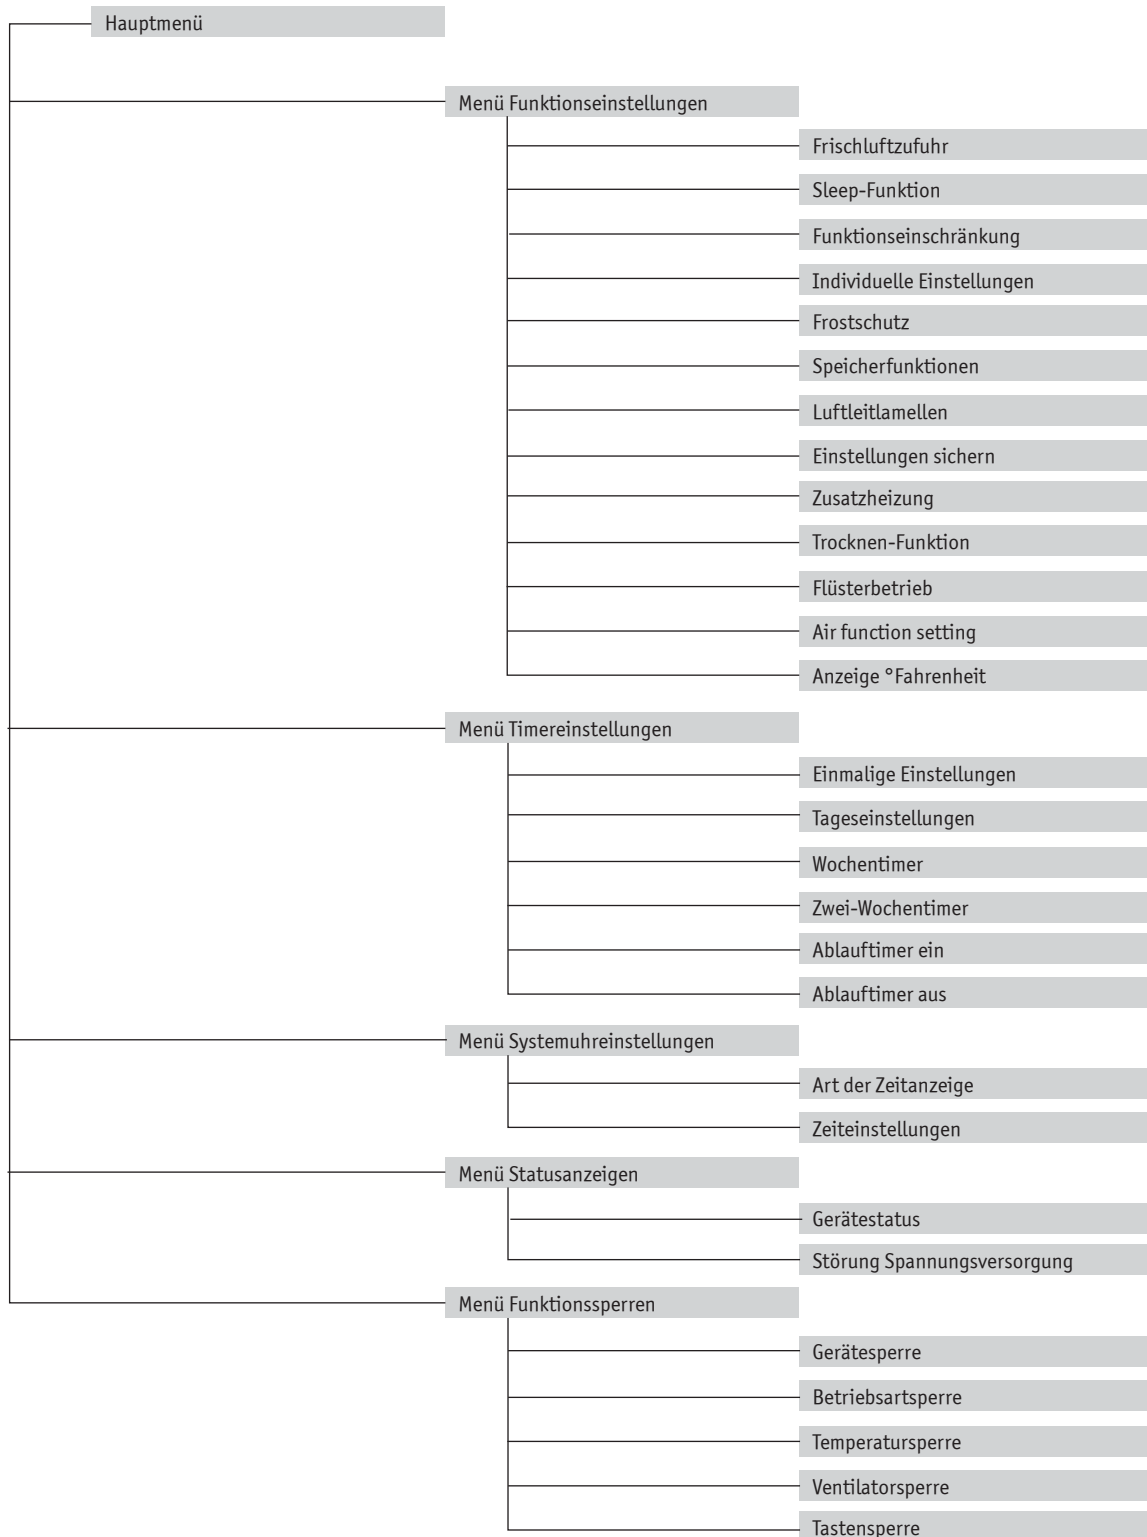 Hauptmenü
Menü Funktionseinstellungen
Frischluftzufuhr
Sleep-Funktion
Funktionseinschränkung
Individuelle Einstellungen
Frostschutz
Speicherfunktionen
Luftleitlamellen
Einstellungen sichern
Zusatzheizung
Trocknen-Funktion
Flüsterbetrieb
Air function setting
Anzeige °Fahrenheit
Menü Timereinstellungen
Einmalige Einstellungen
Tageseinstellungen
Wochentimer
Zwei-Wochentimer
Ablauftimer ein
Ablauftimer aus
Menü Systemuhreinstellungen
Art der Zeitanzeige
Zeiteinstellungen
Menü Statusanzeigen
Gerätestatus
Störung Spannungsversorgung
Menü Funktionssperren
Gerätesperre
Betriebsartsperre
Temperatursperre
Ventilatorsperre
Tastensperre